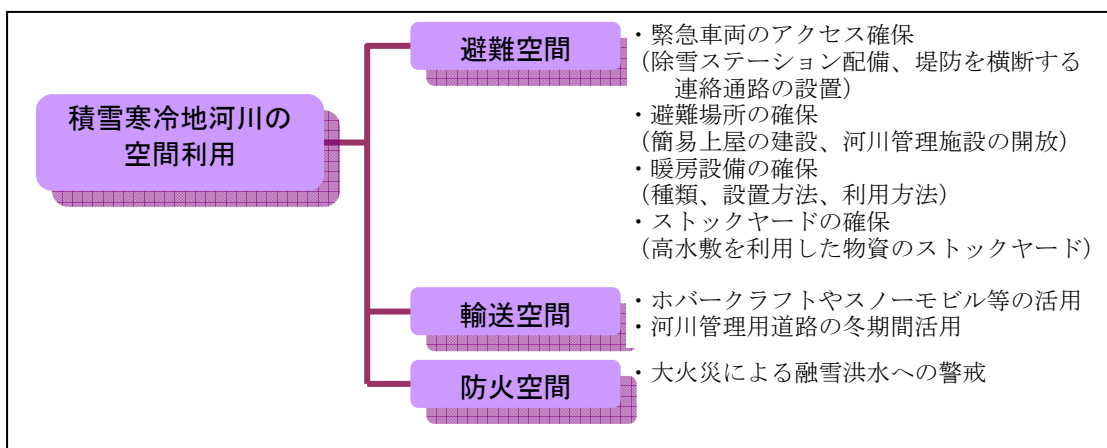 積雪寒冷地河川の
空間利用
避難空間
・緊急車両のアクセス確保
(除雪ステーション配備、堤防を横断する
連絡通路の設置)
・避難場所の確保
(簡易上屋の建設、河川管理施設の開放)
・暖房設備の確保
(種類、設置方法、利用方法)
・ストックヤードの確保
(高水敷を利用した物資のストックヤード)
輸送空間
・ホバークラフトやスノーモビル等の活用
・河川管理用道路の冬期間活用
防火空間
・大火災による融雪洪水への警戒